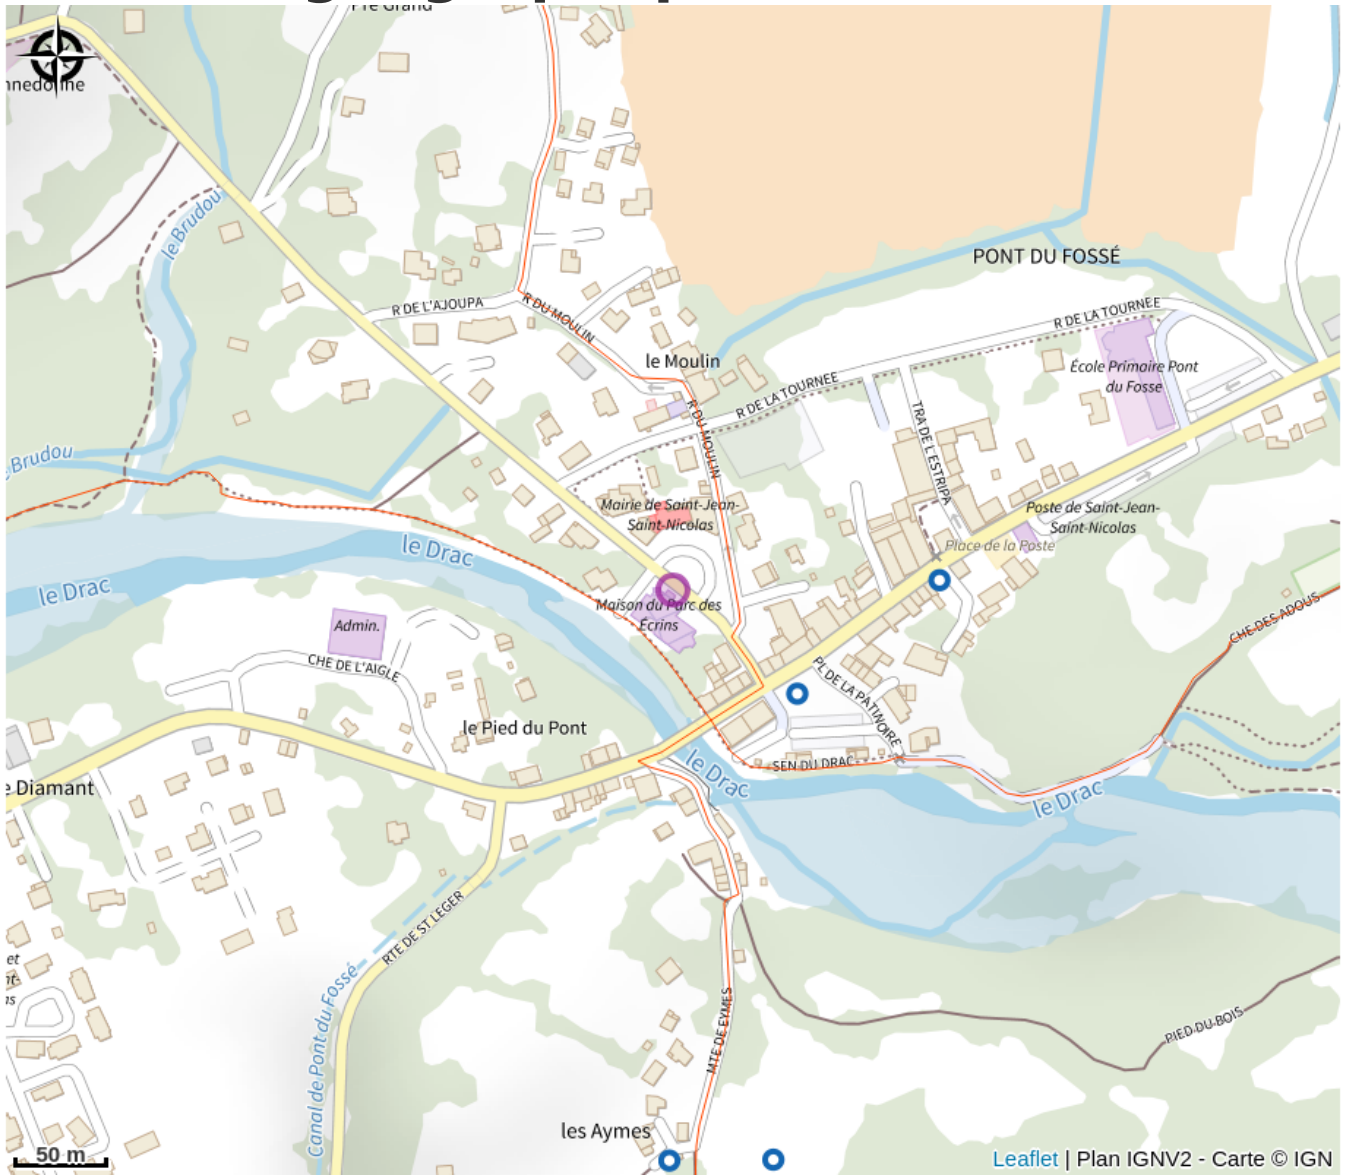 Pré Grand
le Brudou
PONT DU FOSSÉ
R DE L'AJOUPA
R DU MOULIN
R DE LA TOURNEE
le Moulin
École Primaire Pont
du Fosse
R DE LA TOURNEE
R DU MOULIN
TRA DE L'ESTRIPA
Brudou
Mairie de Saint-Jean-
Saint-Nicolas
Poste de Saint-Jean-
Saint-Nicolas
Place de la Poste
le Drac
le Drac
Maison du Parc des
Écrins
Admin.
CHE DES ADOUS
CHE DE L'AIGLE
PL DE LA PATINOIRE
le Pied du Pont
SEN DU DRAC
le Drac
le Drac
Diamant
RTE DE ST LEGER
Canal de Pont du Fossé
MTE DE EYMES
PIED DU BOIS
les Aymes
50 m
Leaflet | Plan IGNV2 - Carte © IGN